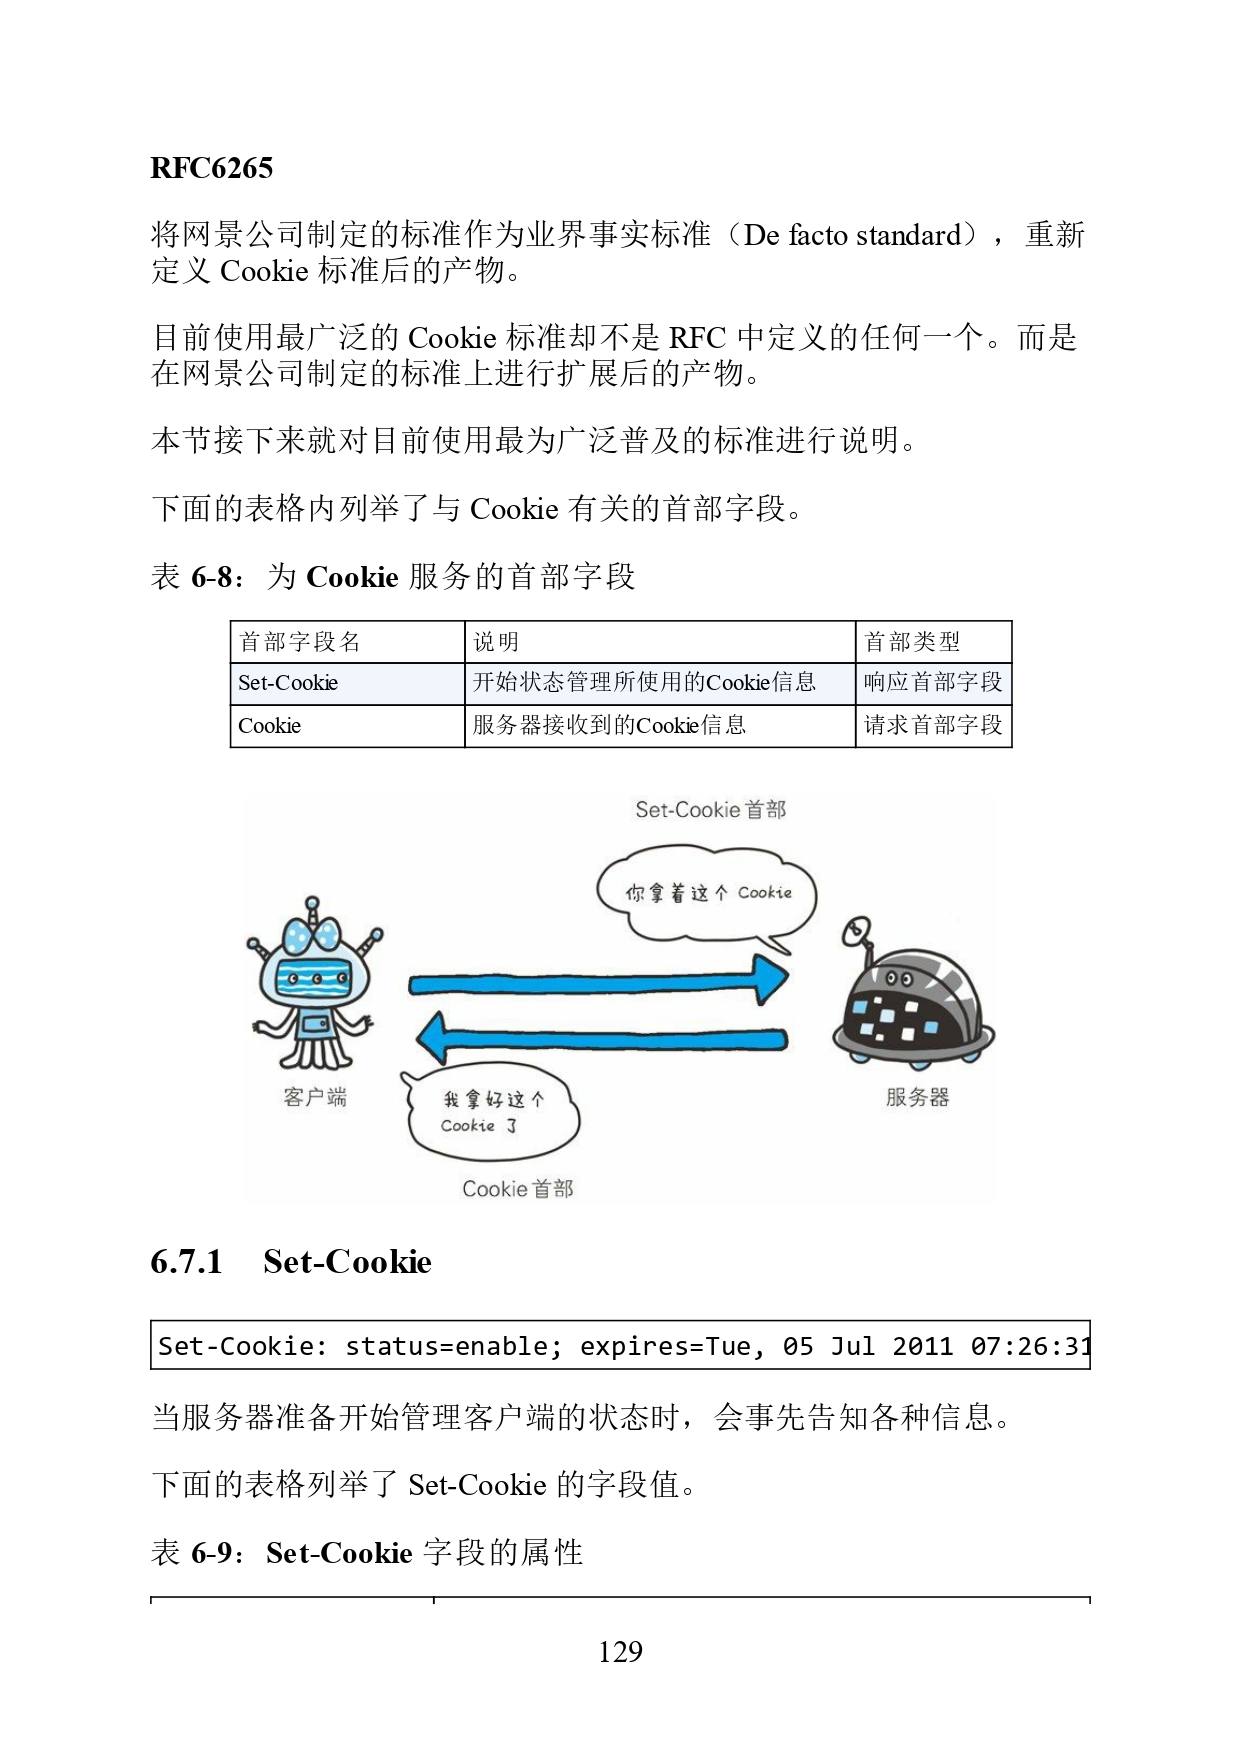 RFC6265
将网景公司制定的标准作为业界事实标准（De facto standard），重新
定义 Cookie 标准后的产物。
目前使用最广泛的 Cookie 标准却不是 RFC 中定义的任何一个。而是
在网景公司制定的标准上进行扩展后的产物。
本节接下来就对目前使用最为广泛普及的标准进行说明。
下面的表格内列举了与 Cookie 有关的首部字段。
表 6-8：为 Cookie 服务的首部字段
首部字段名 说明 首部类型
Set-Cookie 开始状态管理所使用的Cookie信息 响应首部字段
Cookie 服务器接收到的Cookie信息 请求首部字段
Set-Cookie 首部
你拿着这个 Cookie
客户端
服务器
我拿好这个
Cookie 了
Cookie 首部
6.7.1 Set-Cookie
Set-Cookie: status=enable; expires=Tue, 05 Jul 2011 07:26:31
当服务器准备开始管理客户端的状态时，会事先告知各种信息。
下面的表格列举了 Set-Cookie 的字段值。
表 6-9：Set-Cookie 字段的属性
129